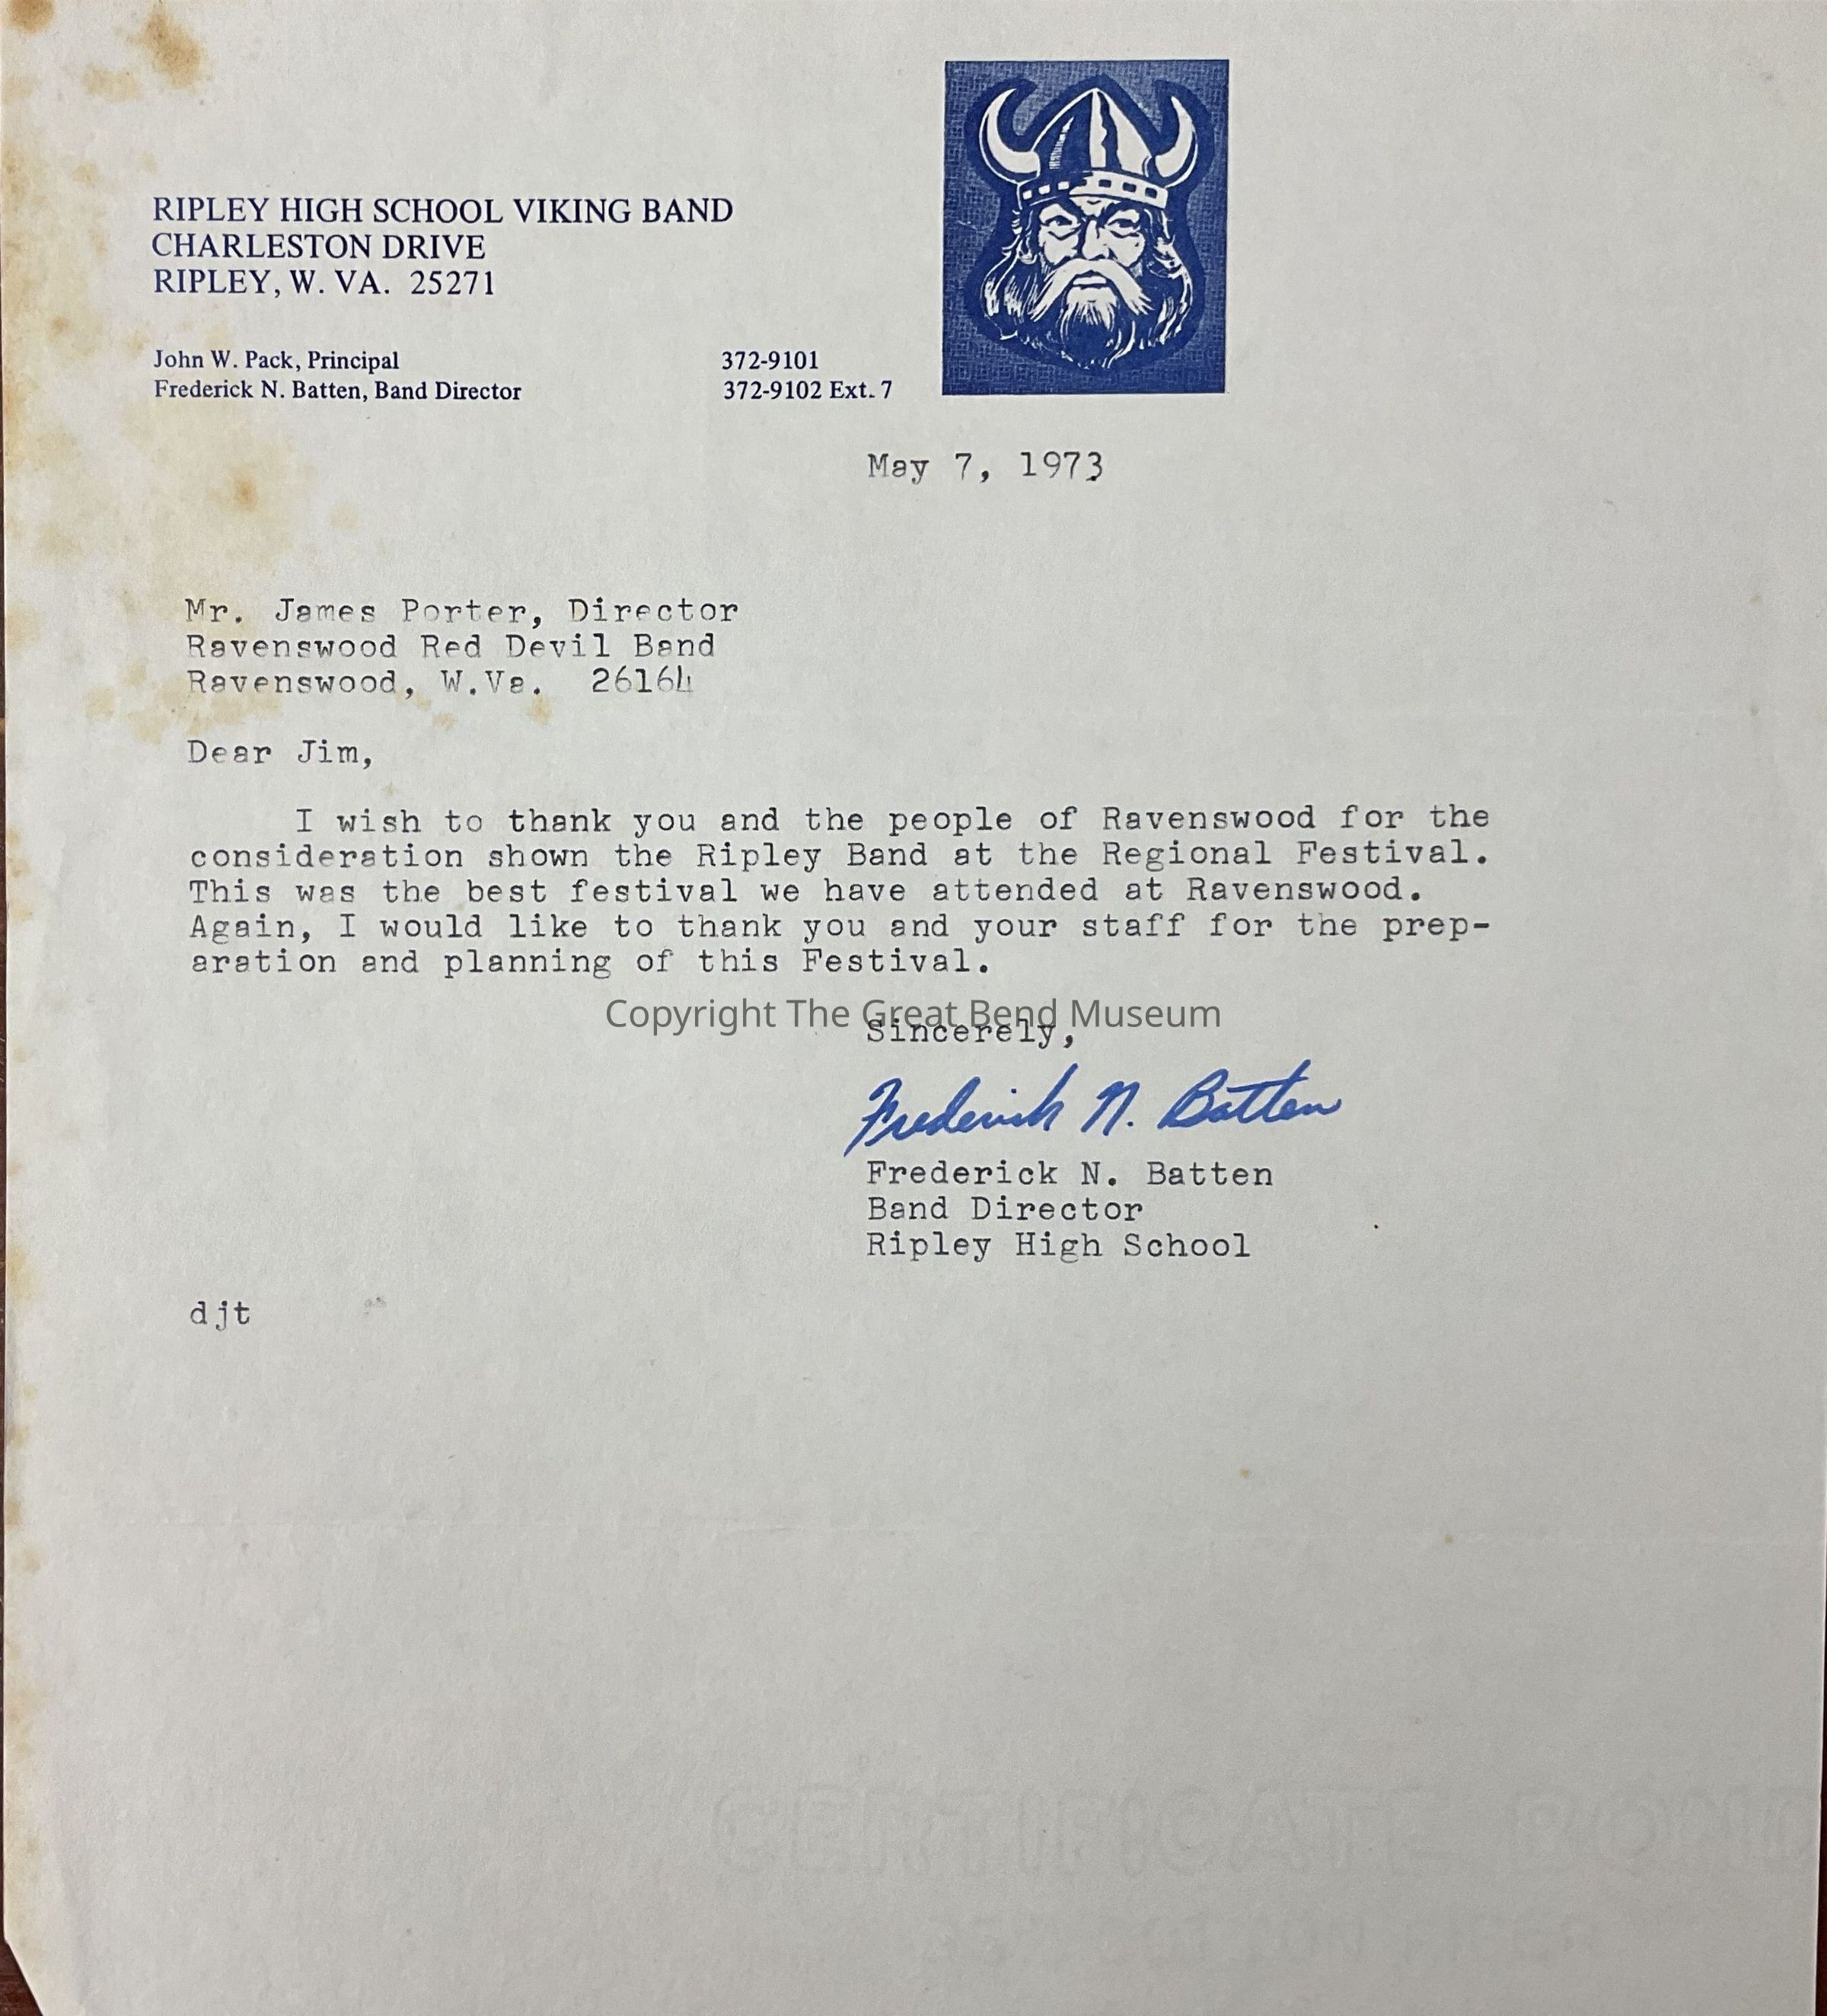 RIPLEY HIGH SCHOOL VIKING BAND
CHARLESTON DRIVE
RIPLEY, W. VA. 25271
John W. Pack, Principal 372-9101
Frederick N. Batten, Band Director 372-9102 Ext. 7
May 7, 1973
Mr. James Porter, Director
Ravenswood Red Devil Band
Ravenswood, W.Va. 26164
Dear Jim,
I wish to thank you and the people of Ravenswood for the
consideration shown the Ripley Band at the Regional Festival.
This was the best festival we have attended at Ravenswood.
Again, I would like to thank you and your staff for the prep-
aration and planning of this Festival.
Copyright The Great Bend Museum
Sincerely,
Frederick N. Batten
Frederick N. Batten
Band Director
Ripley High School
djt